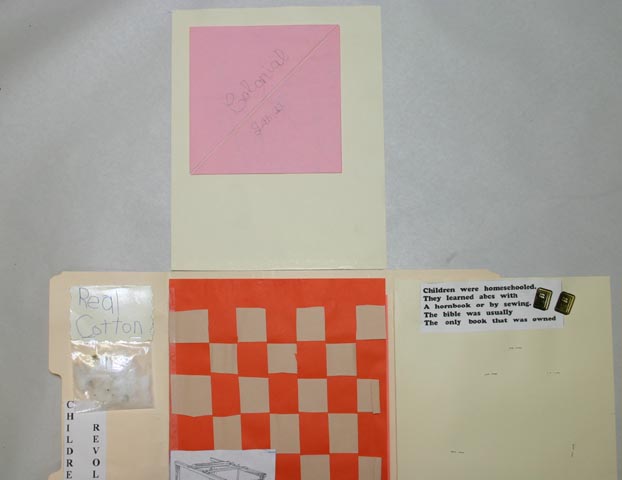 Colonial
Real
Cotton
Children were homeschooled.
They learned abcs with
A hornbook or by sewing.
The bible was usually
The only book that was owned
CHILDRE
REVOL